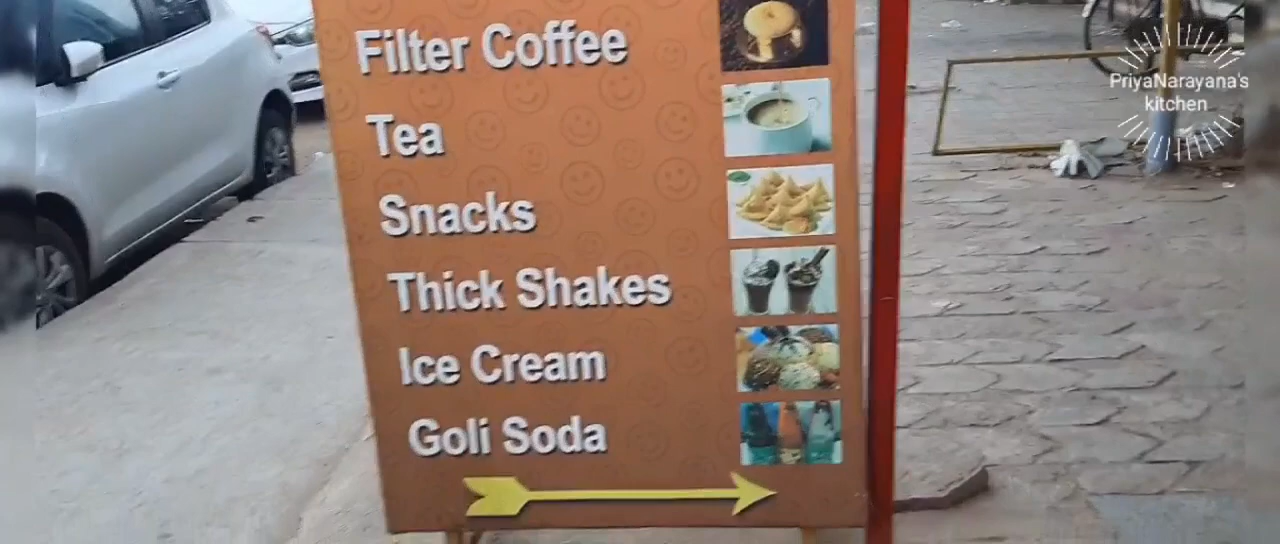 Filter Coffee
Tea
Snacks
Thick Shakes
Ice Cream
Goli Soda
PriyaNarayana's
kitchen